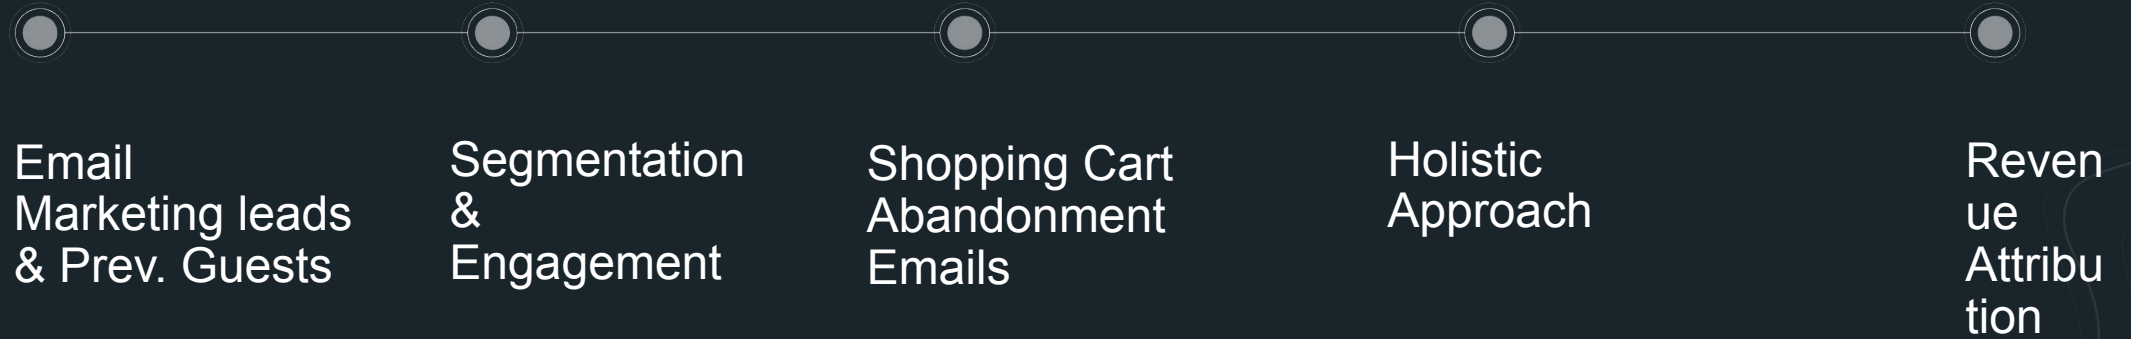 Email
Marketing leads
& Prev. Guests
Segmentation
&
Engagement
Shopping Cart
Abandonment
Emails
Holistic
Approach
Reven
ue
Attribu
tion